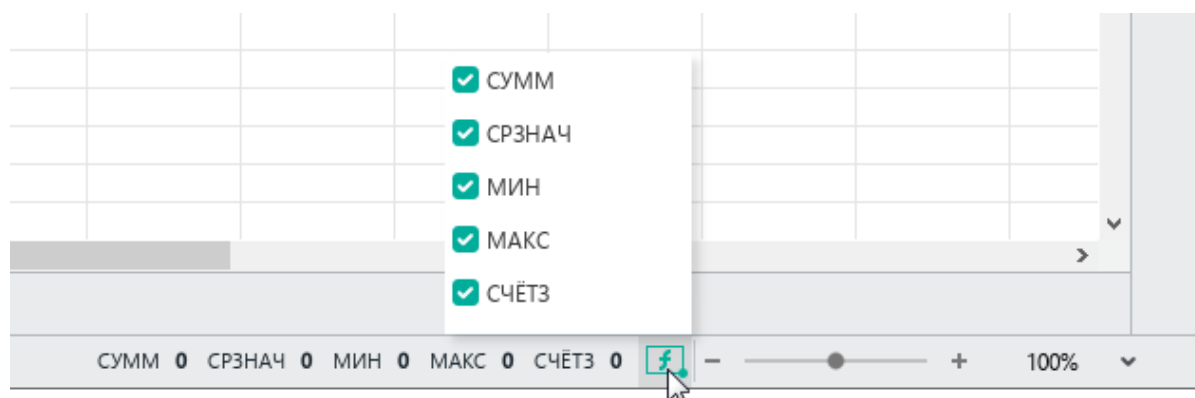 СУММ
СРЗНАЧ
МИН
МАКС
СЧЁТЗ
СУММ 0 СРЗНАЧ 0 МИН 0 МАКС 0 СЧЁТЗ 0 100%